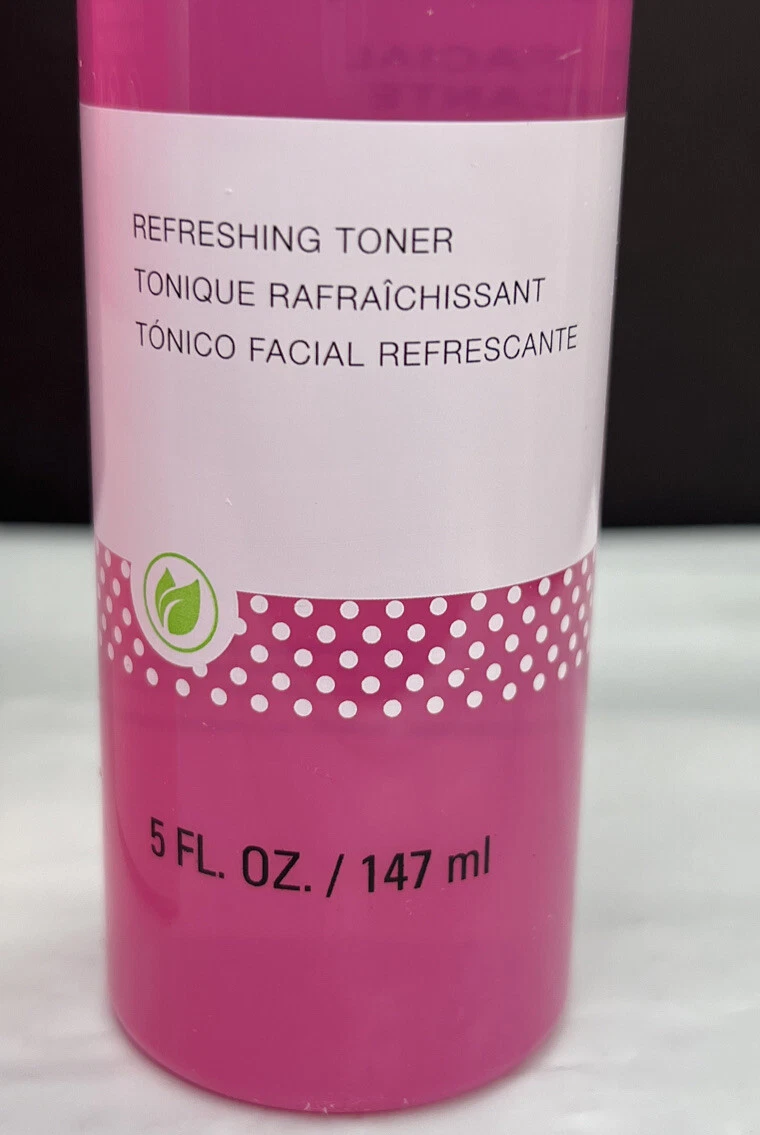 REFRESHING TONER
TONIQUE RAFRAÎCHISSANT
TÓNICO FACIAL REFRESCANTE
5 FL. OZ. / 147 ml